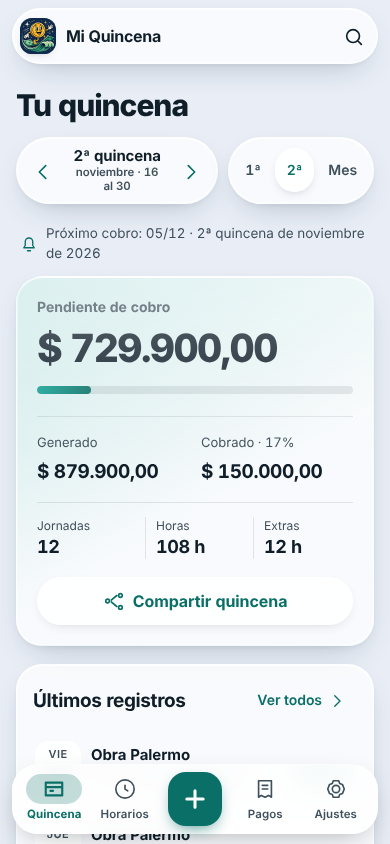 Mi Quincena
Tu quincena
2ª quincena
noviembre · 16
al 30
1ª
2ª
Mes
Próximo cobro: 05/12 · 2ª quincena de noviembre
de 2026
Pendiente de cobro
$ 729.900,00
Generado
Cobrado · 17%
$ 879.900,00
$ 150.000,00
Jornadas
Horas
Extras
12
108 h
12 h
Compartir quincena
Últimos registros
Ver todos
VIE
Obra Palermo
Quincena
Horarios
Pagos
Ajustes
JUE
Obra Palermo